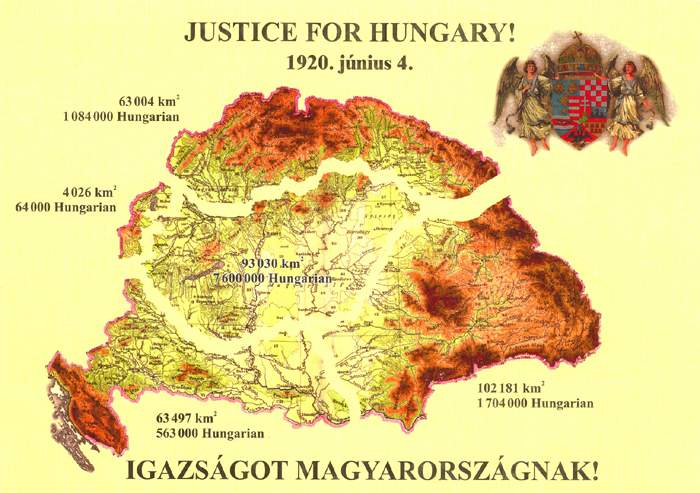 JUSTICE FOR HUNGARY!
1920. június 4.
63 004 km²
1 084 000 Hungarian
4 026 km²
64 000 Hungarian
93 030 km²
7 600 000 Hungarian
102 181 km²
1 704 000 Hungarian
63 497 km²
563 000 Hungarian
IGAZSÁGOT MAGYARORSZÁGNAK!